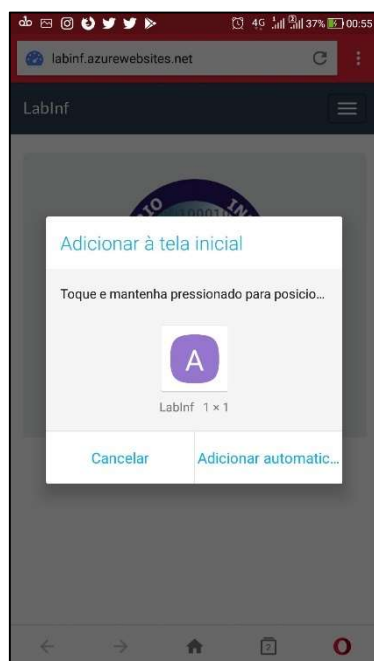 4G 37% 00:55
labinf.azurewebsites.net
LabInf
Adicionar à tela inicial
Toque e mantenha pressionado para posicio...
A
LabInf 1 × 1
Cancelar Adicionar automatic...